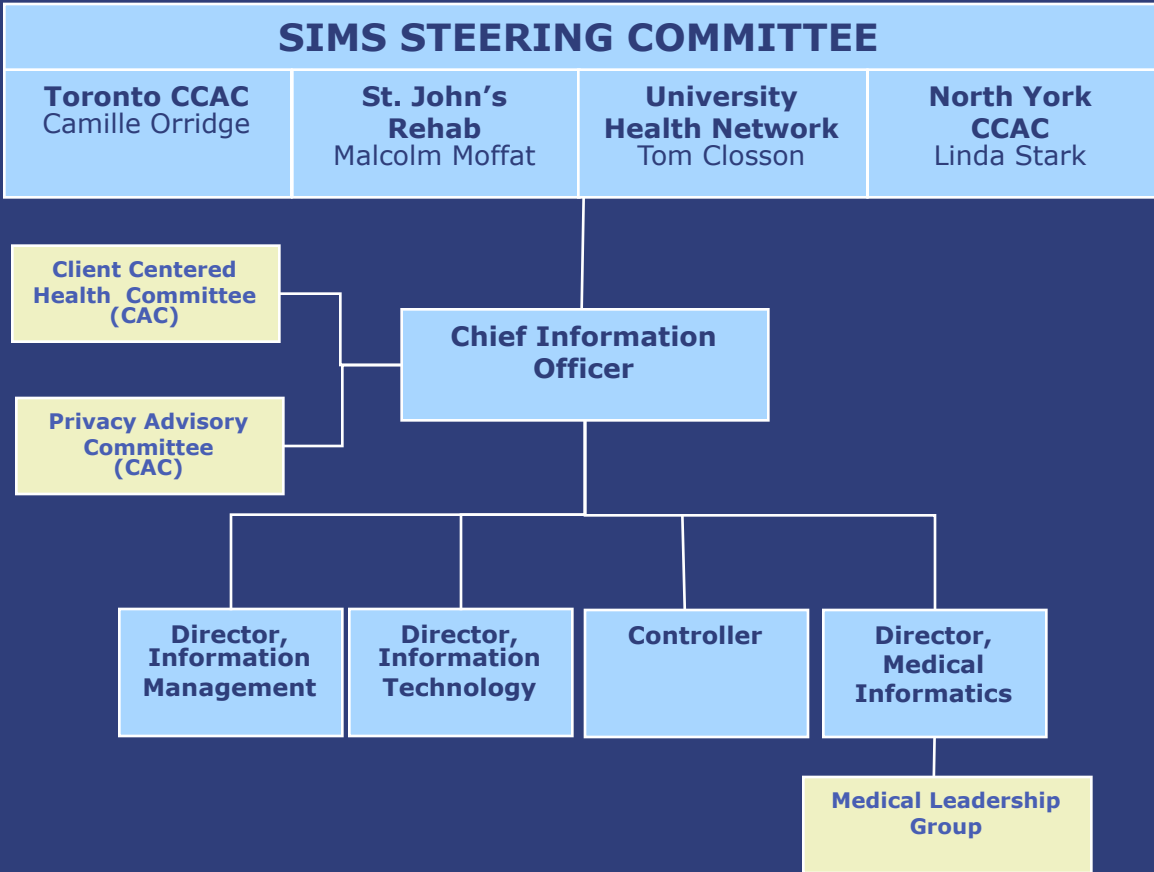 SIMS STEERING COMMITTEE
Toronto CCAC
Camille Orridge
St. John’s
Rehab
Malcolm Moffat
University
Health Network
Tom Closson
North York
CCAC
Linda Stark
Client Centered
Health Committee
(CAC)
Chief Information
Officer
Privacy Advisory
Committee
(CAC)
Director,
Information
Management
Director,
Information
Technology
Controller
Director,
Medical
Informatics
Medical Leadership
Group